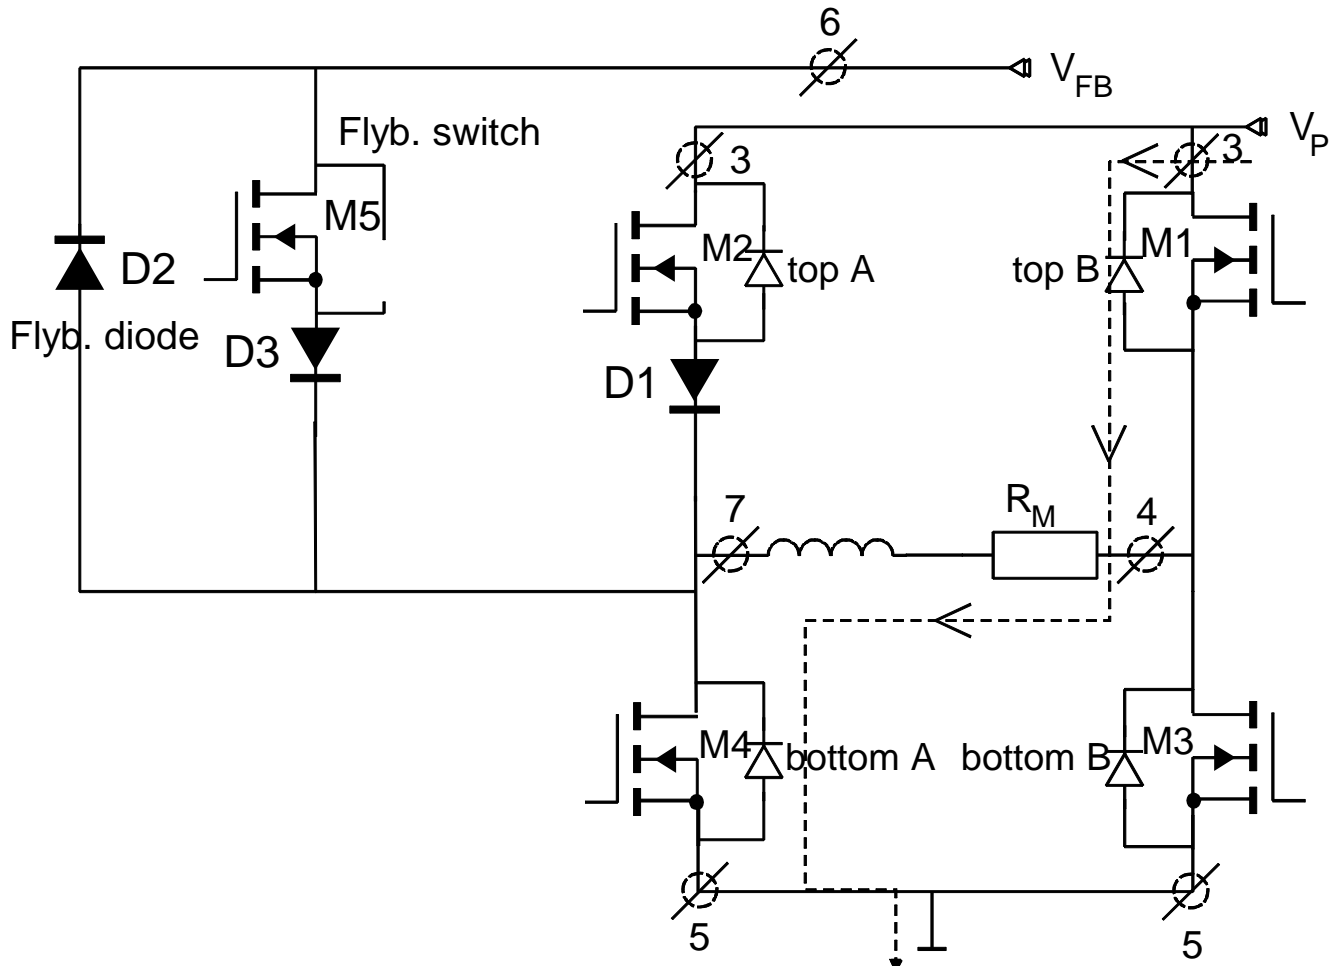 6
V_FB
Flyb. switch
3
3
V_P
M5
M2
M1
D2
top A
top B
Flyb. diode
D3
D1
7
R_M
4
M4
bottom A
bottom B
M3
5
5